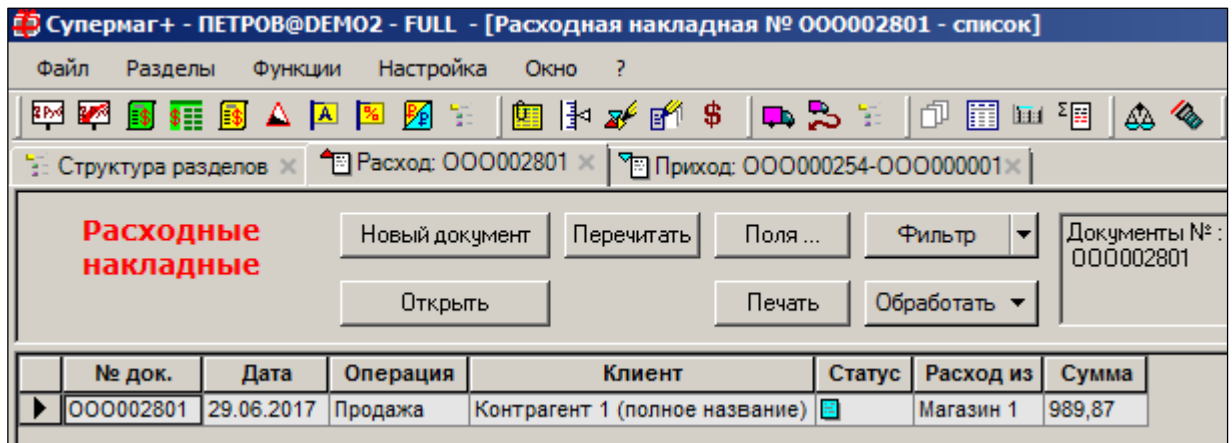 Супермаг+ - ПЕТРОВ@DEMO2 - FULL - [Расходная накладная № ООО002801 - список]
Файл Разделы Функции Настройка Окно ?
Структура разделов Расход: ООО002801 Приход: ООО000254-ООО000001
Расходные накладные
Новый документ Перечитать Поля ... Фильтр
Документы № :
ООО002801
Открыть Печать Обработать
№ док. Дата Операция Клиент Статус Расход из Сумма
ООО002801 29.06.2017 Продажа Контрагент 1 (полное название) Магазин 1 989,87